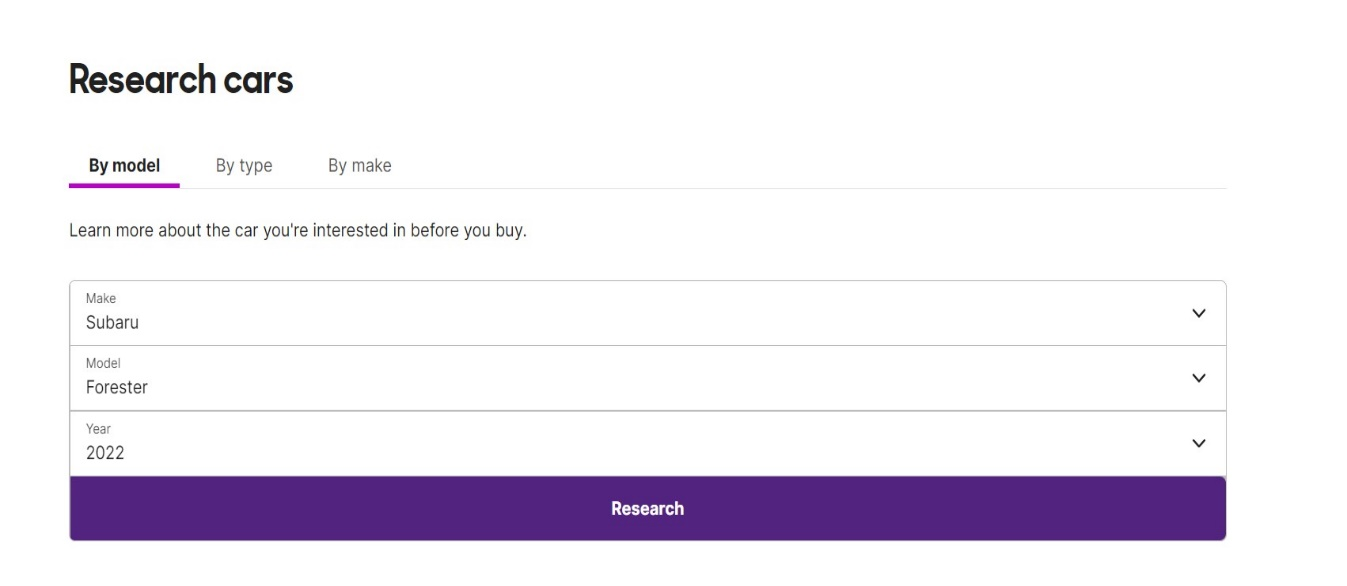 Research cars
By model By type By make
Learn more about the car you're interested in before you buy.
Make
Subaru
Model
Forester
Year
2022
Research